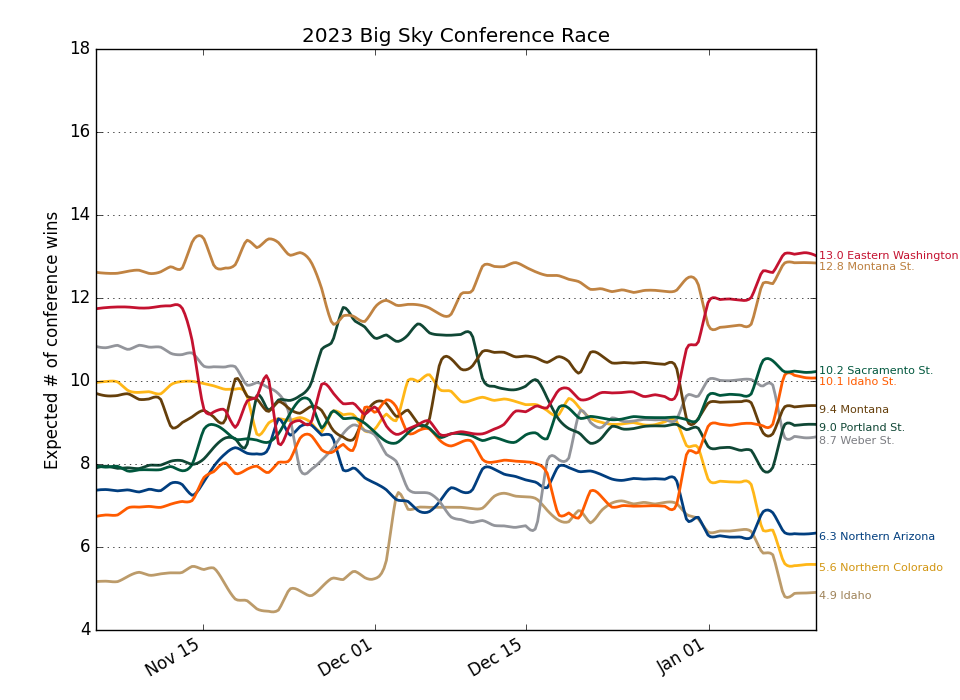 2023 Big Sky Conference Race
Expected # of conference wins
18
16
14
12
10
8
6
4
Nov 15
Dec 01
Dec 15
Jan 01
13.0 Eastern Washington
12.8 Montana St.
10.2 Sacramento St.
10.1 Idaho St.
9.4 Montana
9.0 Portland St.
8.7 Weber St.
6.3 Northern Arizona
5.6 Northern Colorado
4.9 Idaho